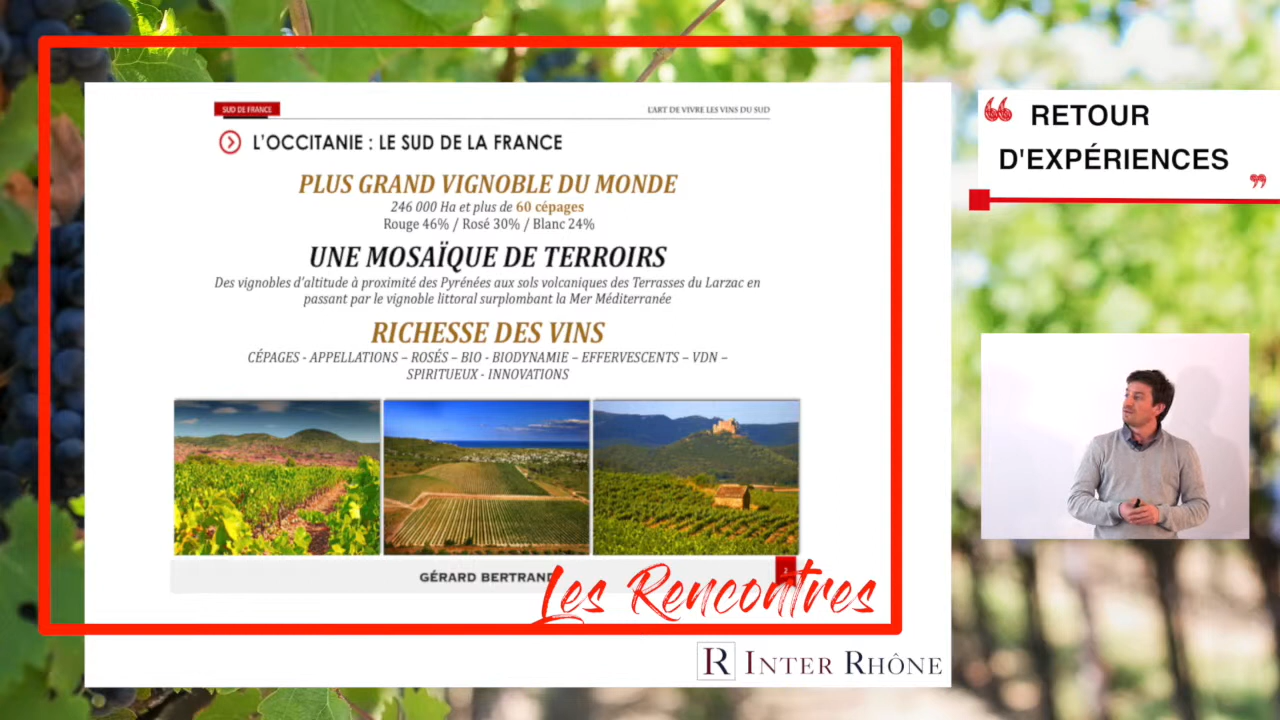 SUD DE FRANCE
L'ART DE VIVRE LES VINS DU SUD
L'OCCITANIE : LE SUD DE LA FRANCE
PLUS GRAND VIGNOBLE DU MONDE
246 000 Ha et plus de 60 cépages
Rouge 46% / Rosé 30% / Blanc 24%
UNE MOSAÏQUE DE TERROIRS
Des vignobles d'altitude à proximité des Pyrénées aux sols volcaniques des Terrasses du Larzac en
passant par le vignoble littoral surplombant la Mer Méditerranée
RICHESSE DES VINS
CÉPAGES - APPELLATIONS – ROSÉS – BIO - BIODYNAMIE – EFFERVESCENTS – VDN –
SPIRITUEUX - INNOVATIONS
GÉRARD BERTRAND
2
Les Rencontres
R INTER RHÔNE
“ RETOUR
D'EXPÉRIENCES ”